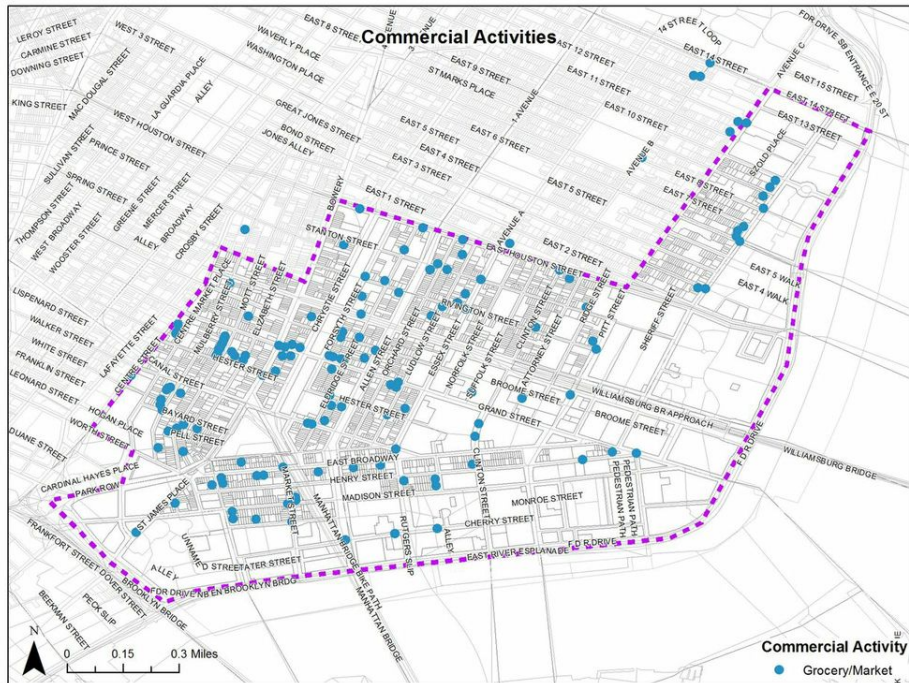 Commercial Activities
LEROY STREET
CARMINE STREET
DOWNING STREET
WEST 3 STREET
EAST 8 STREET
WAVERLY PLACE
WASHINGTON PLACE
EAST 9 STREET
ST MARKS PLACE
EAST 12 STREET
EAST 11 STREET
EAST 10 STREET
14 STREET LOOP
EAST 14 STREET
AVENUE C
FDR DRIVE SB ENTRANCE E 20 ST
EAST 15 STREET
EAST 14 STREET
EAST 13 STREET
MAC DOUGAL STREET
LA GUARDIA PLACE
ALLEY
KING STREET
WEST HOUSTON STREET
GREAT JONES STREET
BOND STREET
JONES ALLEY
1 AVENUE
EAST 5 STREET
EAST 6 STREET
EAST 4 STREET
EAST 3 STREET
AVENUE B
SZOLD PLACE
SULLIVAN STREET
PRINCE STREET
SPRING STREET
THOMPSON STREET
WEST BROADWAY
WOOSTER STREET
GREENE STREET
MERCER STREET
ALLEY
BROADWAY
CROSBY STREET
BOWERY
EAST 1 STREET
AVENUE A
EAST 5 STREET
EAST 7 STREET
STANTON STREET
EAST HOUSTON STREET
EAST 2 STREET
EAST 5 WALK
EAST 4 WALK
CENTRE MARKET PLACE
MOTT STREET
MULBERRY STREET
ELIZABETH STREET
CHRYSTIE STREET
FORSYTH STREET
ELDRIDGE STREET
ALLEN STREET
ORCHARD STREET
LUDLOW STREET
ESSEX STREET
NORFOLK STREET
SUFFOLK STREET
RIVINGTON STREET
CLINTON STREET
ATTORNEY STREET
RIDGE STREET
PITT STREET
SHERIFF STREET
LISPENARD STREET
WALKER STREET
WHITE STREET
FRANKLIN STREET
LEONARD STREET
LAFAYETTE STREET
CENTRE STREET
CANAL STREET
HESTER STREET
HESTER STREET
BROOME STREET
GRAND STREET
BROOME STREET
WILLIAMSBURG BR APPROACH
WILLIAMSBURG BRIDGE
F D R DRIVE
HOGAN PLACE
WORTH STREET
BAYARD STREET
PELL STREET
DUANE STREET
CARDINAL HAYES PLACE
PARK ROW
EAST BROADWAY
HENRY STREET
MADISON STREET
MARKET STREET
CLINTON STREET
MONROE STREET
CHERRY STREET
PEDESTRIAN PATH
PEDESTRIAN PATH
ST JAMES PLACE
MANHATTAN BRIDGE BIKE PATH
MANHATTAN BRIDGE
RUTGERS SLIP
ALLEY
F D R DRIVE
EAST RIVER ESPLANADE
FRANKFORT STREET
DOVER STREET
ALLEY
FDR DRIVE NB EN BROOKLYN BRDG
BROOKLYN BRIDGE
PECK SLIP
BEEKMAN STREET
N
0 0.15 0.3 Miles
Commercial Activity
Grocery/Market